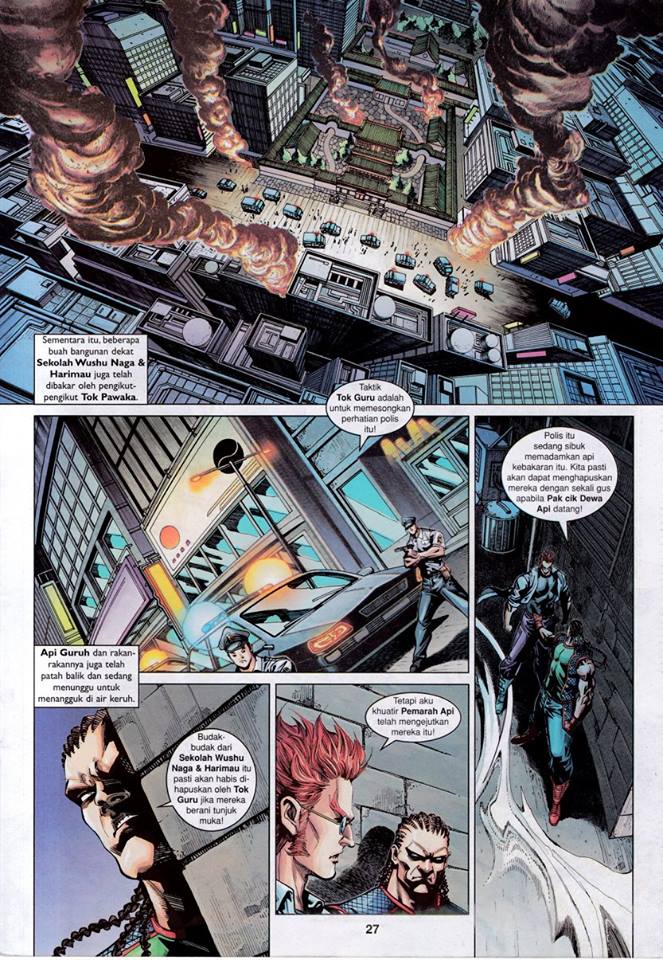 Sementara itu, beberapa
buah bangunan dekat
Sekolah Wushu Naga &
Harimau juga telah
dibakar oleh pengikut-
pengikut Tok Pawaka.
Taktik
Tok Guru adalah
untuk memesongkan
perhatian polis
itu!
Api Guruh dan rakan-
rakannya juga telah
patah balik dan sedang
menunggu untuk
menangguk di air keruh.
Polis itu
sedang sibuk
memadamkan api
kebakaran itu. Kita pasti
akan dapat menghapuskan
mereka dengan sekali gus
apabila Pak cik Dewa
Api datang!
Budak-
budak dari
Sekolah Wushu
Naga & Harimau itu
pasti akan habis di-
hapuskan oleh Tok
Guru jika mereka
berani tunjuk
muka!
Tetapi aku
khuatir Pemarah Api
telah mengejutkan
mereka itu!
27